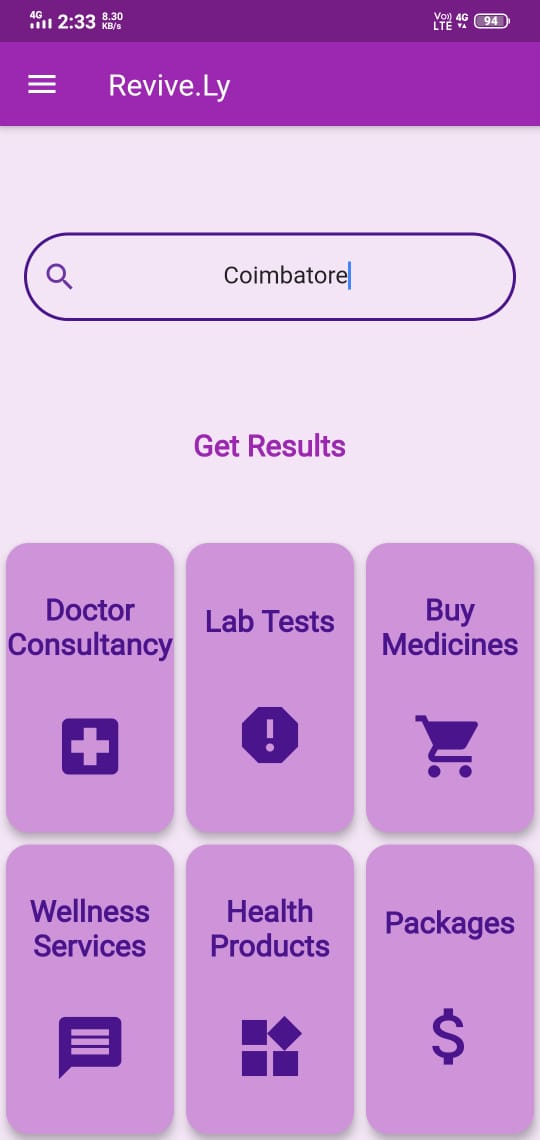 4G 2:33 8.30 KB/s Vo)) LTE 4G 94
Revive.Ly
Coimbatore
Get Results
Doctor
Consultancy
Lab Tests
Buy
Medicines
Wellness
Services
Health
Products
Packages